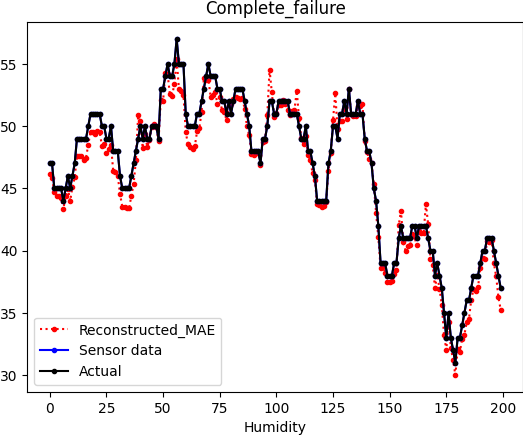 Complete_failure
55
50
45
40
35
30
Reconstructed_MAE
Sensor data
Actual
0 25 50 75 100 125 150 175 200
Humidity